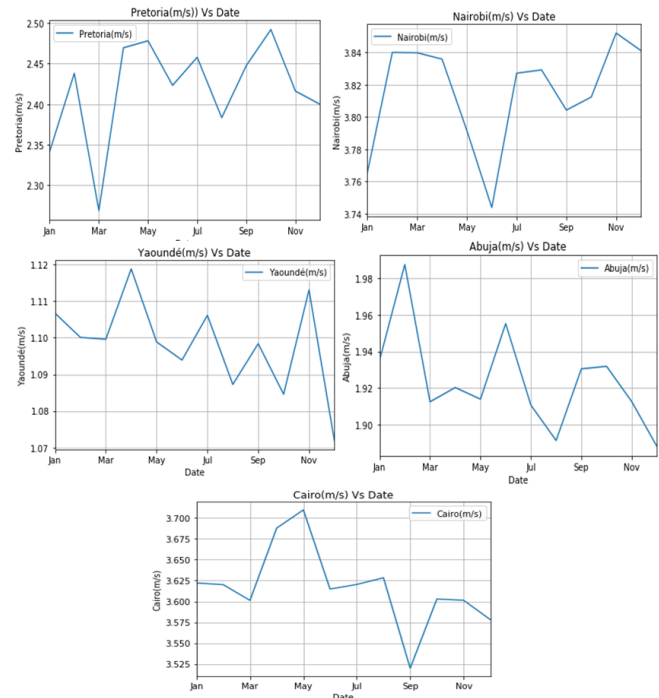 Pretoria(m/s)) Vs Date
Pretoria(m/s)
Pretoria(m/s)
2.50
2.45
2.40
2.35
2.30
Jan Mar May Jul Sep Nov
Nairobi(m/s) Vs Date
Nairobi(m/s)
Nairobi(m/s)
3.84
3.82
3.80
3.78
3.76
3.74
Jan Mar May Jul Sep Nov
Yaoundé(m/s) Vs Date
Yaoundé(m/s)
Yaoundé(m/s)
1.12
1.11
1.10
1.09
1.08
1.07
Jan Mar May Jul Sep Nov
Date
Abuja(m/s) Vs Date
Abuja(m/s)
Abuja(m/s)
1.98
1.96
1.94
1.92
1.90
Jan Mar May Jul Sep Nov
Date
Cairo(m/s) Vs Date
Cairo(m/s)
Cairo(m/s)
3.700
3.675
3.650
3.625
3.600
3.575
3.550
3.525
Jan Mar May Jul Sep Nov
Date